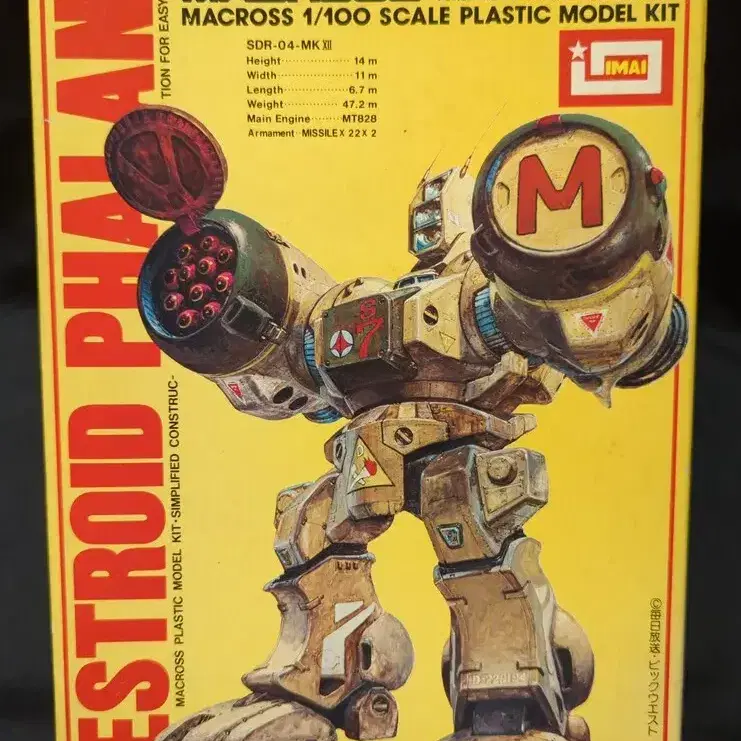 MACROSS 1/100 SCALE PLASTIC MODEL KIT
SDR-04-MK XII
Height 14 m
Width 11 m
Length 6.7 m
Weight 47.2 m
Main Engine MT828
Armament MISSILE X 22 X 2
IMAI
M
ESTROID PHALAN
TION FOR EASY
MACROSS PLASTIC MODEL KIT·SIMPLIFIED CONSTRUC-